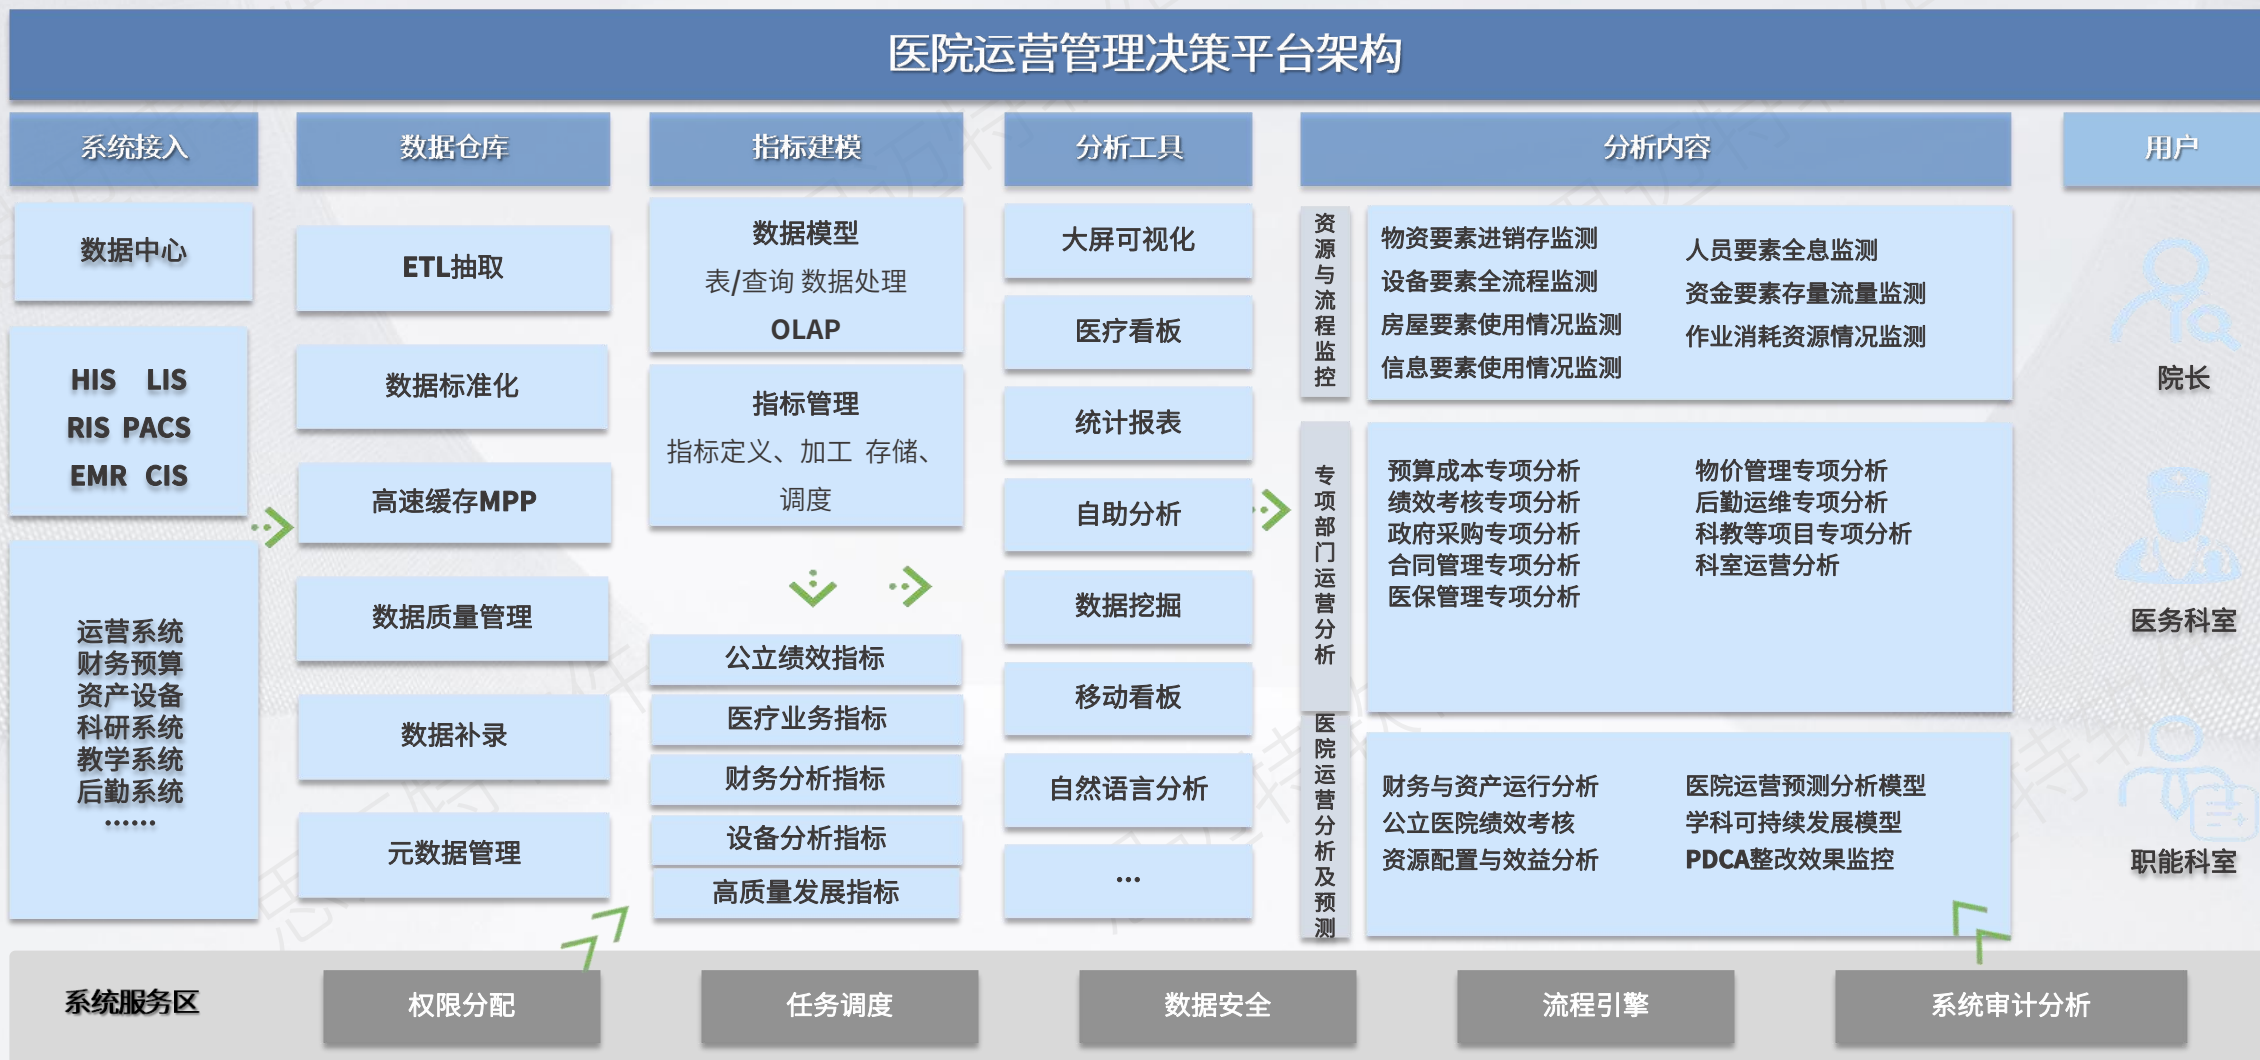 医院运营管理决策平台架构
系统接入
数据中心
HIS LIS
RIS PACS
EMR CIS
运营系统
财务预算
资产设备
科研系统
教学系统
后勤系统
······
数据仓库
ETL抽取
数据标准化
高速缓存MPP
数据质量管理
数据补录
元数据管理
指标建模
数据模型
表/查询 数据处理
OLAP
指标管理
指标定义、加工 存储、
调度
公立绩效指标
医疗业务指标
财务分析指标
设备分析指标
高质量发展指标
分析工具
大屏可视化
医疗看板
统计报表
自助分析
数据挖掘
移动看板
自然语言分析
...
分析内容
资源与流程监控
物资要素进销存监测
设备要素全流程监测
房屋要素使用情况监测
信息要素使用情况监测
人员要素全息监测
资金要素存量流量监测
作业消耗资源情况监测
专项部门运营分析
预算成本专项分析
绩效考核专项分析
政府采购专项分析
合同管理专项分析
医保管理专项分析
物价管理专项分析
后勤运维专项分析
科教等项目专项分析
科室运营分析
医院运营分析及预测
财务与资产运行分析
公立医院绩效考核
资源配置与效益分析
医院运营预测分析模型
学科可持续发展模型
PDCA整改效果监控
用户
院长
医务科室
职能科室
系统服务区
权限分配
任务调度
数据安全
流程引擎
系统审计分析